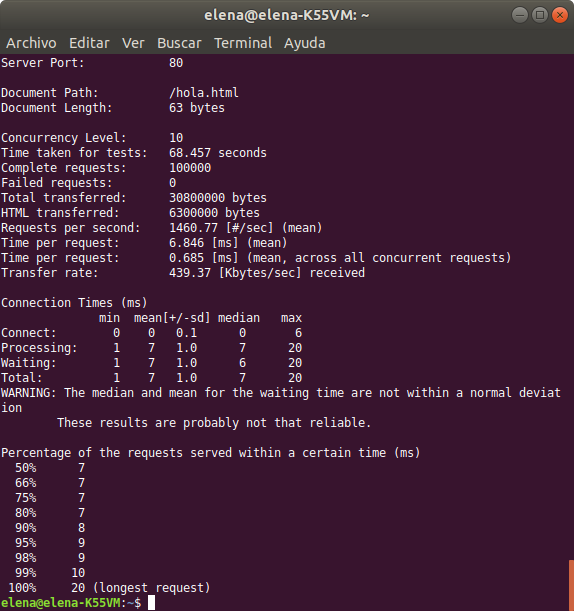 elena@elena-K55VM: ~
Archivo Editar Ver Buscar Terminal Ayuda
Server Port:            80
Document Path:          /hola.html
Document Length:        63 bytes
Concurrency Level:      10
Time taken for tests:   68.457 seconds
Complete requests:      100000
Failed requests:        0
Total transferred:      30800000 bytes
HTML transferred:       6300000 bytes
Requests per second:    1460.77 [#/sec] (mean)
Time per request:       6.846 [ms] (mean)
Time per request:       0.685 [ms] (mean, across all concurrent requests)
Transfer rate:          439.37 [Kbytes/sec] received
Connection Times (ms)
              min  mean[+/-sd] median   max
Connect:        0    0   0.1      0       6
Processing:     1    7   1.0      7      20
Waiting:        1    7   1.0      6      20
Total:          1    7   1.0      7      20
WARNING: The median and mean for the waiting time are not within a normal deviat
ion
        These results are probably not that reliable.
Percentage of the requests served within a certain time (ms)
  50%      7
  66%      7
  75%      7
  80%      7
  90%      8
  95%      9
  98%      9
  99%     10
 100%     20 (longest request)
elena@elena-K55VM:~$